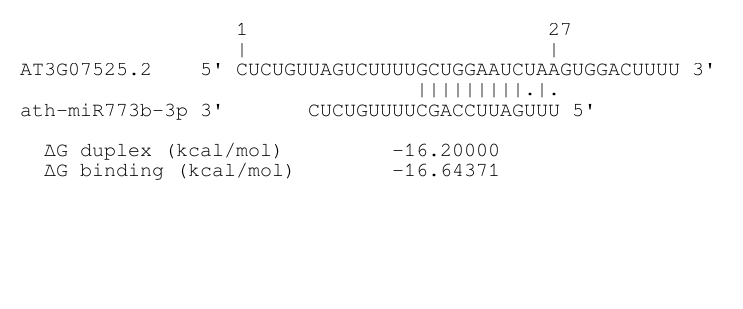 1 27
| |
AT3G07525.2 5' CUCUGUUAGUCUUUUGCUGGAAUCUAAGUGGACUUUU 3'
|||||||||.|.
ath-miR773b-3p 3' CUCUGUUUUCGACCUUAGUUU 5'
ΔG duplex (kcal/mol) -16.20000
ΔG binding (kcal/mol) -16.64371